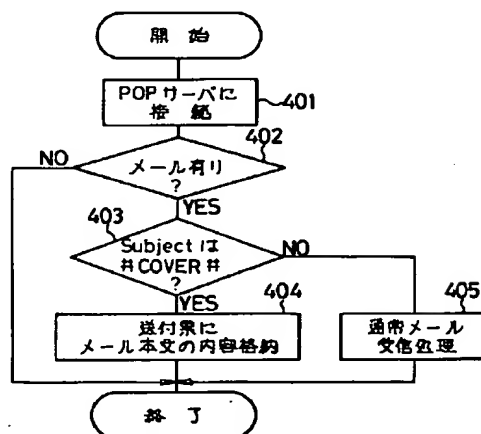 開始
POPサーバに
接続
401
402
NO
メール有り
?
YES
403
Subjectは
#COVER#
?
NO
YES
404
405
送付票に
メール本文の内容格納
通常メール
受信処理
終了